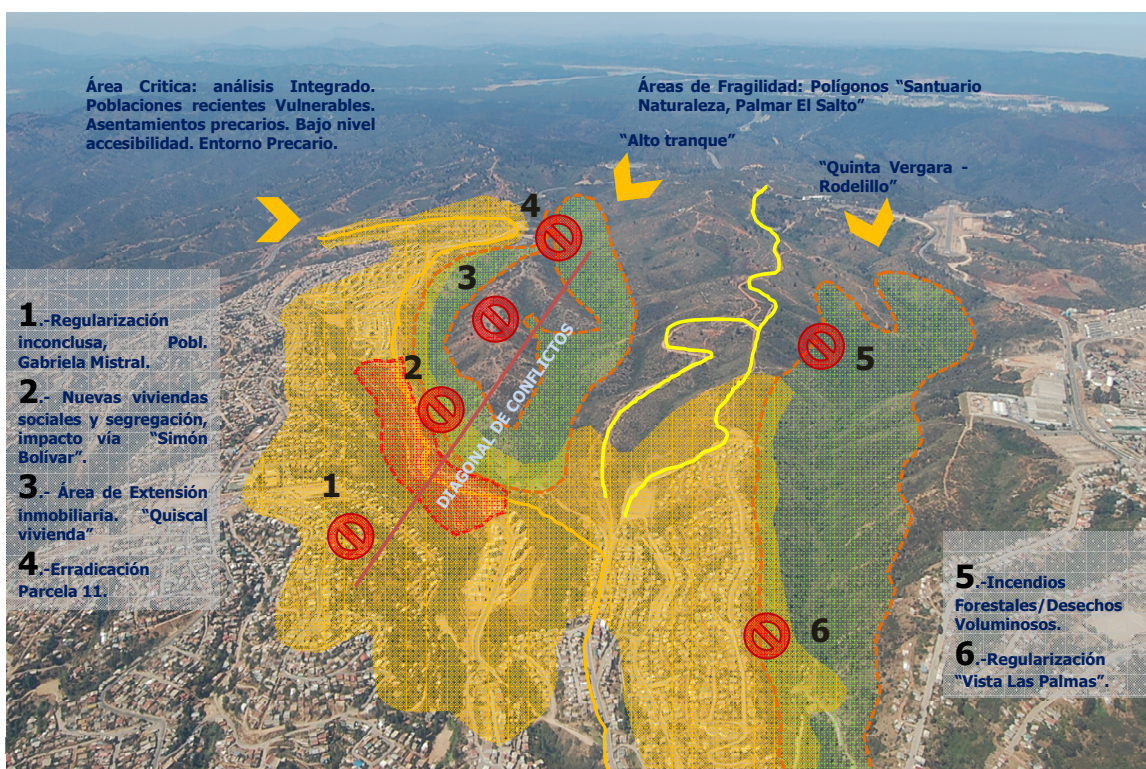 Área Critica: análisis Integrado.
Poblaciones recientes Vulnerables.
Asentamientos precarios. Bajo nivel
accesibilidad. Entorno Precario.
Áreas de Fragilidad: Polígonos “Santuario
Naturaleza, Palmar El Salto”
“Alto tranque”
“Quinta Vergara -
Rodelillo”
4
3
2
1
5
6
DIAGONAL DE CONFLICTOS
1.-Regularización
inconclusa, Pobl.
Gabriela Mistral.
2.- Nuevas viviendas
sociales y segregación,
impacto vía “Simón
Bolívar”.
3.- Área de Extensión
inmobiliaria. “Quiscal
vivienda”
4.-Erradicación
Parcela 11.
5.-Incendios
Forestales/Desechos
Voluminosos.
6.-Regularización
“Vista Las Palmas”.